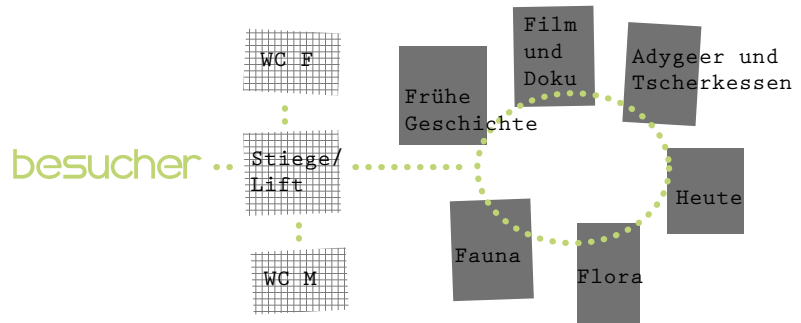 besucher
WC F
Stiege/
Lift
WC M
Frühe
Geschichte
Film
und
Doku
Adygeer und
Tscherkessen
Heute
Flora
Fauna